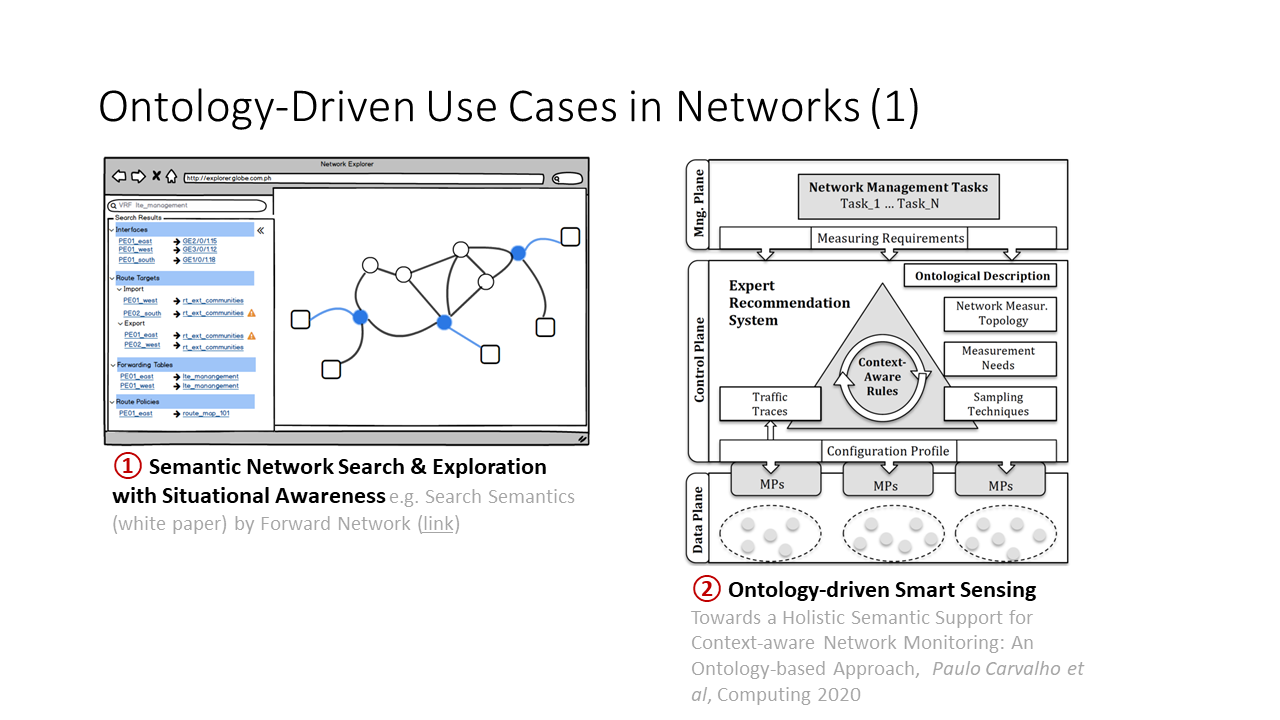 Ontology-Driven Use Cases in Networks (1)
Network Explorer
http://explorer.globe.com.ph
VRF lte_management
Search Results
Interfaces
PE01_east GE2/0/1.15
PE01_west GE3/0/1.12
PE01_south GE1/0/1.18
Route Targets
Import
PE01_west rt_ext_communities
PE02_south rt_ext_communities
Export
PE01_east rt_ext_communities
PE02_west rt_ext_communities
Forwarding Tables
PE01_east lte_manangement
PE01_west lte_manangement
Route Policies
PE01_east route_map_101
① Semantic Network Search & Exploration
with Situational Awareness e.g. Search Semantics
(white paper) by Forward Network (link)
Mng. Plane
Network Management Tasks
Task_1 ... Task_N
Measuring Requirements
Control Plane
Expert
Recommendation
System
Ontological Description
Network Measur.
Topology
Measurement
Needs
Sampling
Techniques
Context-
Aware
Rules
Traffic
Traces
Configuration Profile
Data Plane
MPs
MPs
MPs
② Ontology-driven Smart Sensing
Towards a Holistic Semantic Support for
Context-aware Network Monitoring: An
Ontology-based Approach, Paulo Carvalho et
al, Computing 2020